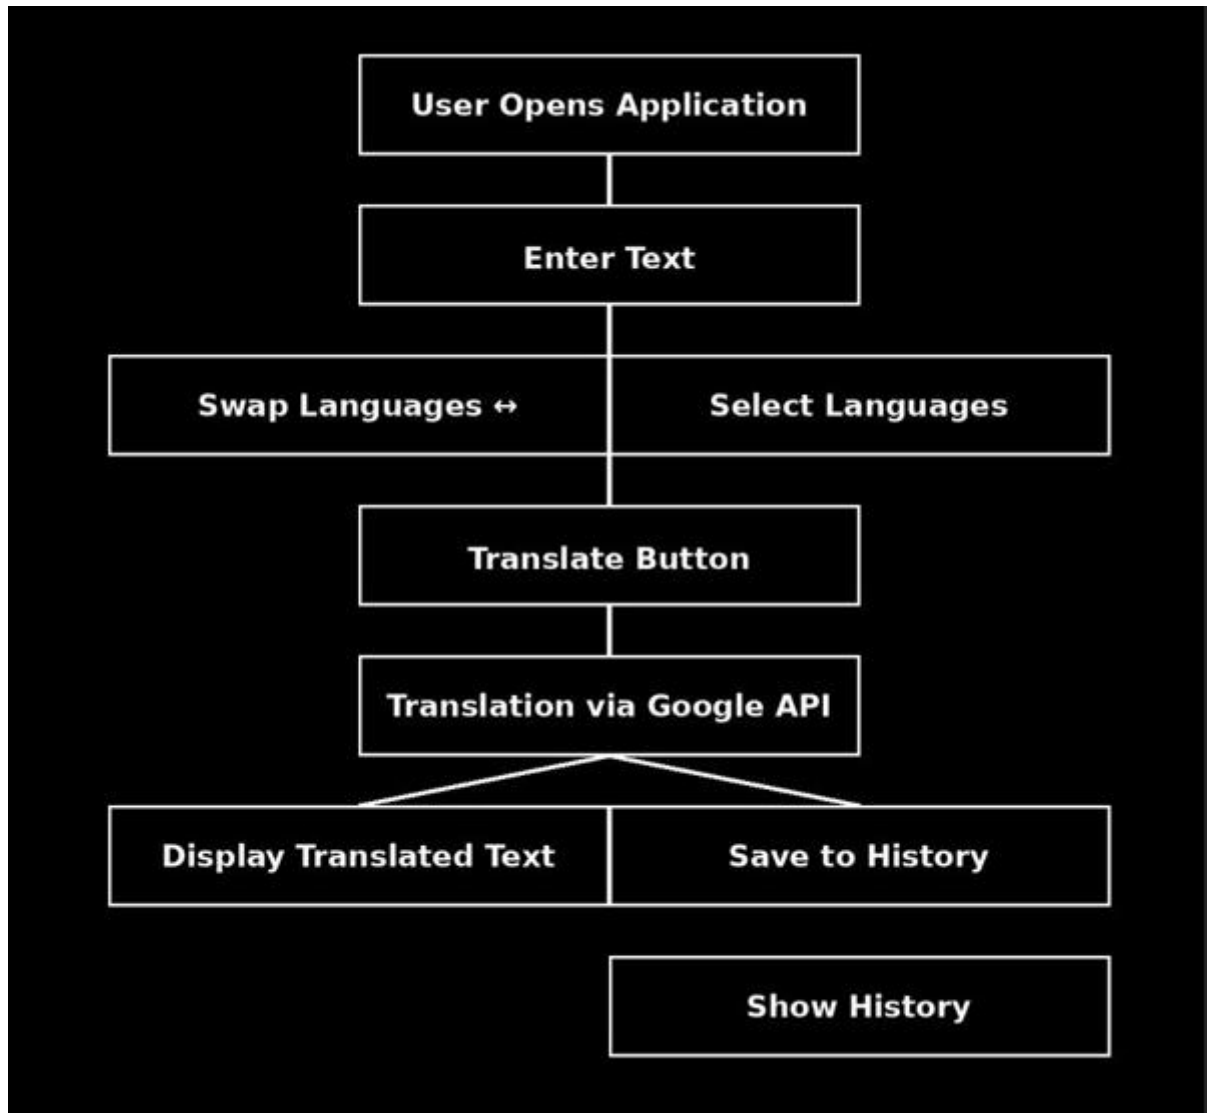 User Opens Application
Enter Text
Swap Languages ↔
Select Languages
Translate Button
Translation via Google API
Display Translated Text
Save to History
Show History